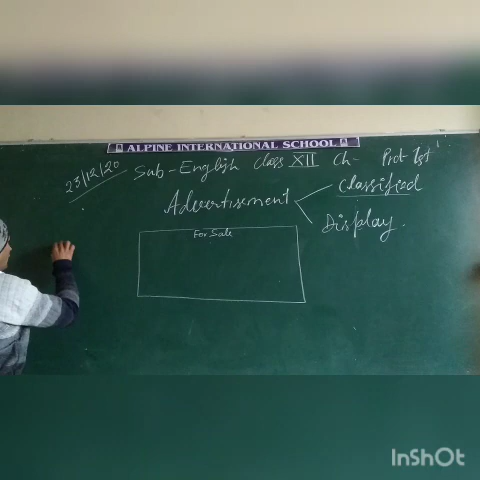 ALPINE INTERNATIONAL SCHOOL
23/12/20 Sub-English Class XII Ch- Prot-1st
Advertisement Classified
Display.
For Sale
InShOt